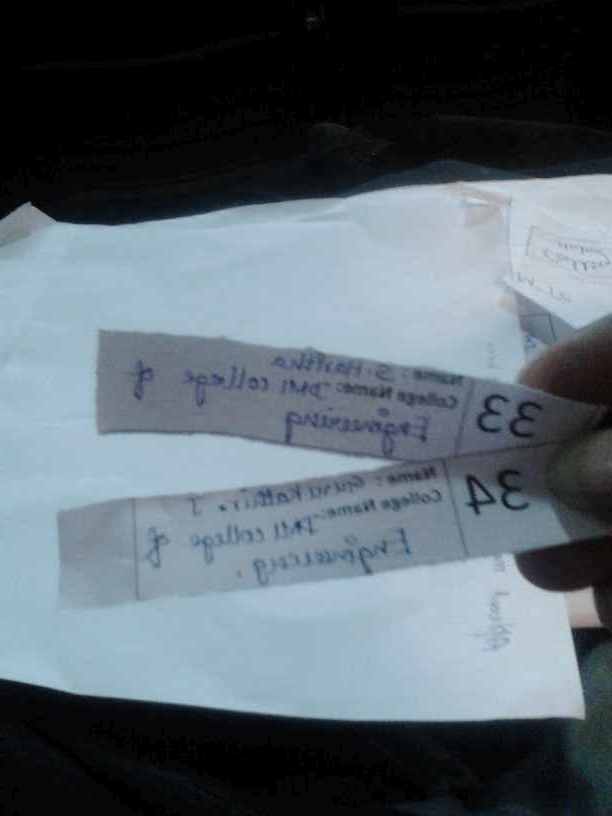 33
Name: S. Haritha
College Name: DMI college of
Engineering
34
Name: Guru Kathir. J
College Name: DMI college of
Engineering.